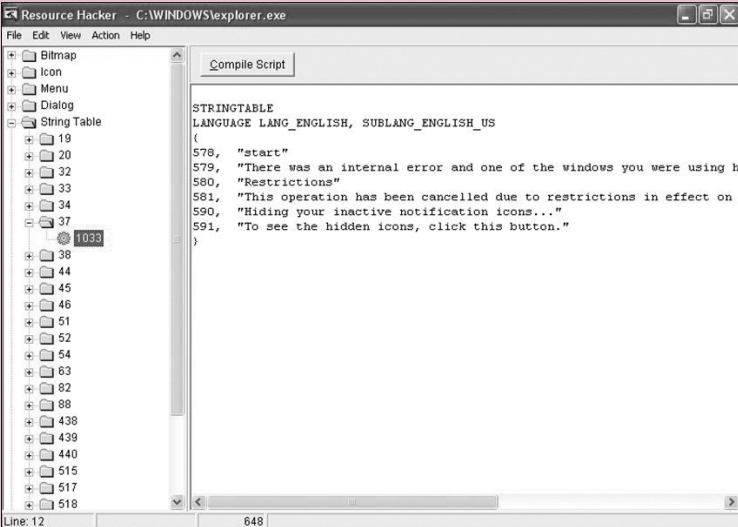 Resource Hacker - C:\WINDOWS\explorer.exe
File Edit View Action Help
Bitmap
Icon
Menu
Dialog
String Table
19
20
32
33
34
37
1033
38
44
45
46
51
52
54
63
82
88
438
439
440
515
517
518
Compile Script
STRINGTABLE
LANGUAGE LANG_ENGLISH, SUBLANG_ENGLISH_US
{
578, "start"
579, "There was an internal error and one of the windows you were using h
580, "Restrictions"
581, "This operation has been cancelled due to restrictions in effect on
590, "Hiding your inactive notification icons..."
591, "To see the hidden icons, click this button."
}
Line: 12 648